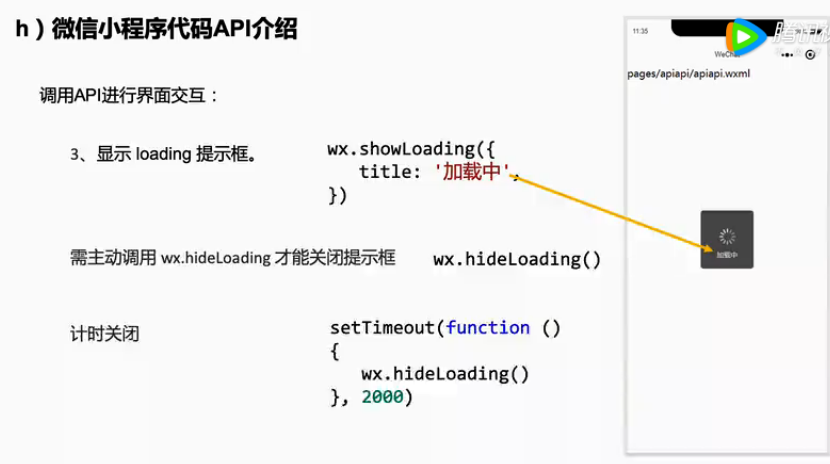 h）微信小程序代码API介绍
11:35
腾讯视
WeChat
pages/apiapi/apiapi.wxml
调用API进行界面交互：
3、显示 loading 提示框。
wx.showLoading({
title: '加载中',
})
加载中
需主动调用 wx.hideLoading 才能关闭提示框
wx.hideLoading()
计时关闭
setTimeout(function ()
{
wx.hideLoading()
}, 2000)